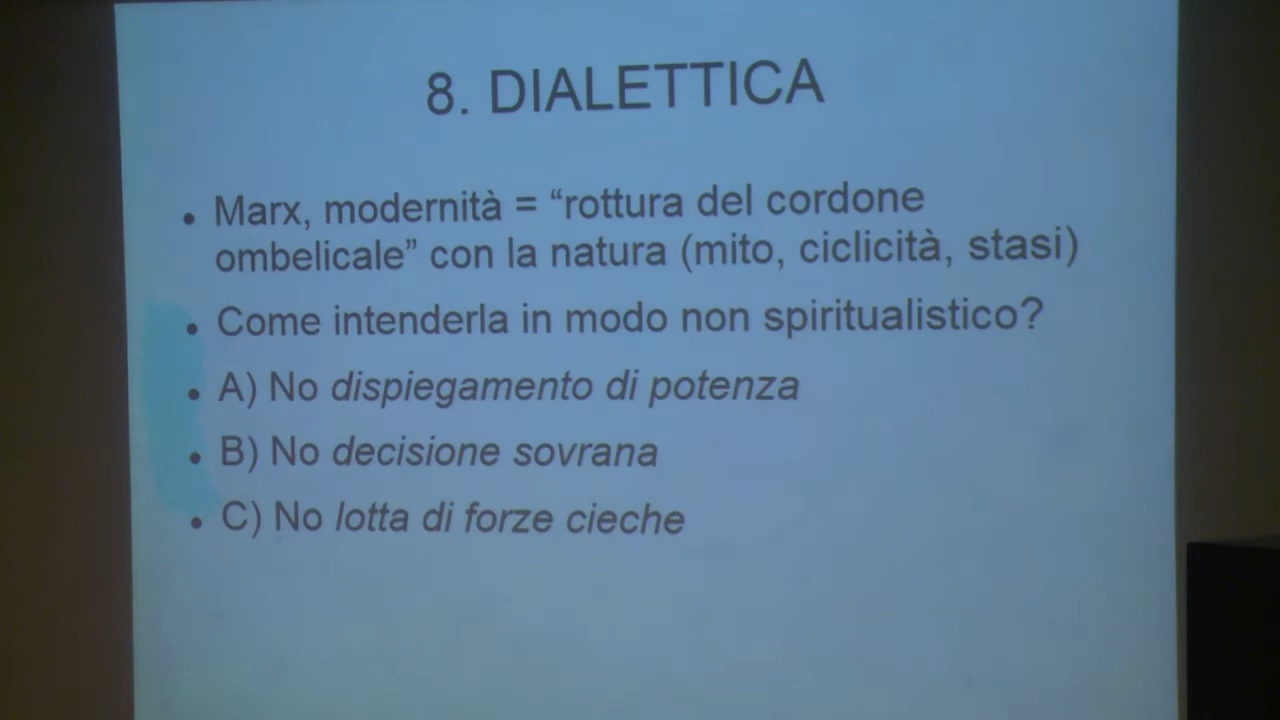 8. DIALETTICA
• Marx, modernità = “rottura del cordone
ombelicale” con la natura (mito, ciclicità, stasi)
• Come intenderla in modo non spiritualistico?
• A) No dispiegamento di potenza
• B) No decisione sovrana
• C) No lotta di forze cieche